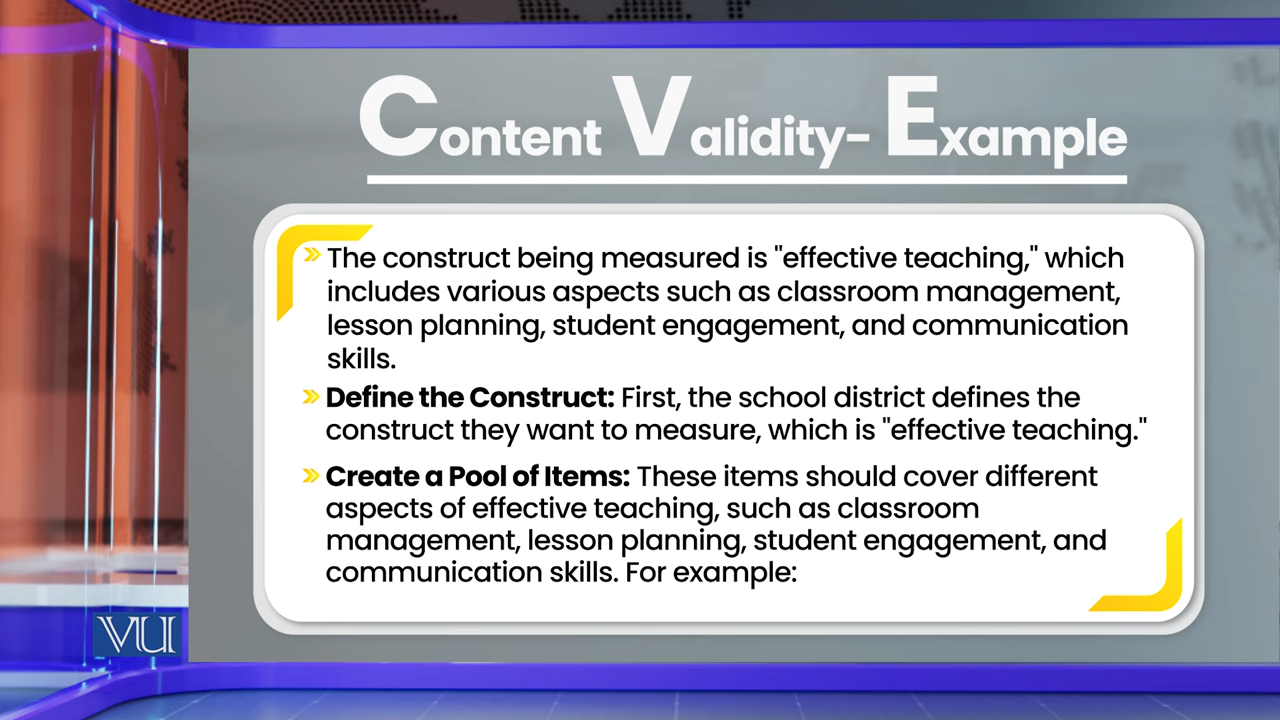 Content Validity- Example
The construct being measured is "effective teaching," which
includes various aspects such as classroom management,
lesson planning, student engagement, and communication
skills.
Define the Construct: First, the school district defines the
construct they want to measure, which is "effective teaching."
Create a Pool of Items: These items should cover different
aspects of effective teaching, such as classroom
management, lesson planning, student engagement, and
communication skills. For example:
VU